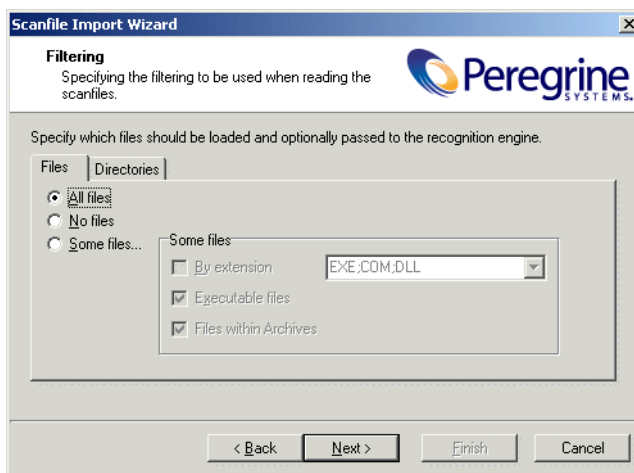 Scanfile Import Wizard
Filtering
Specifying the filtering to be used when reading the
scanfiles.
Peregrine
SYSTEMS.
Specify which files should be loaded and optionally passed to the recognition engine.
Files
Directories
All files
No files
Some files...
Some files
By extension
EXE;COM;DLL
Executable files
Files within Archives
< Back
Next >
Finish
Cancel